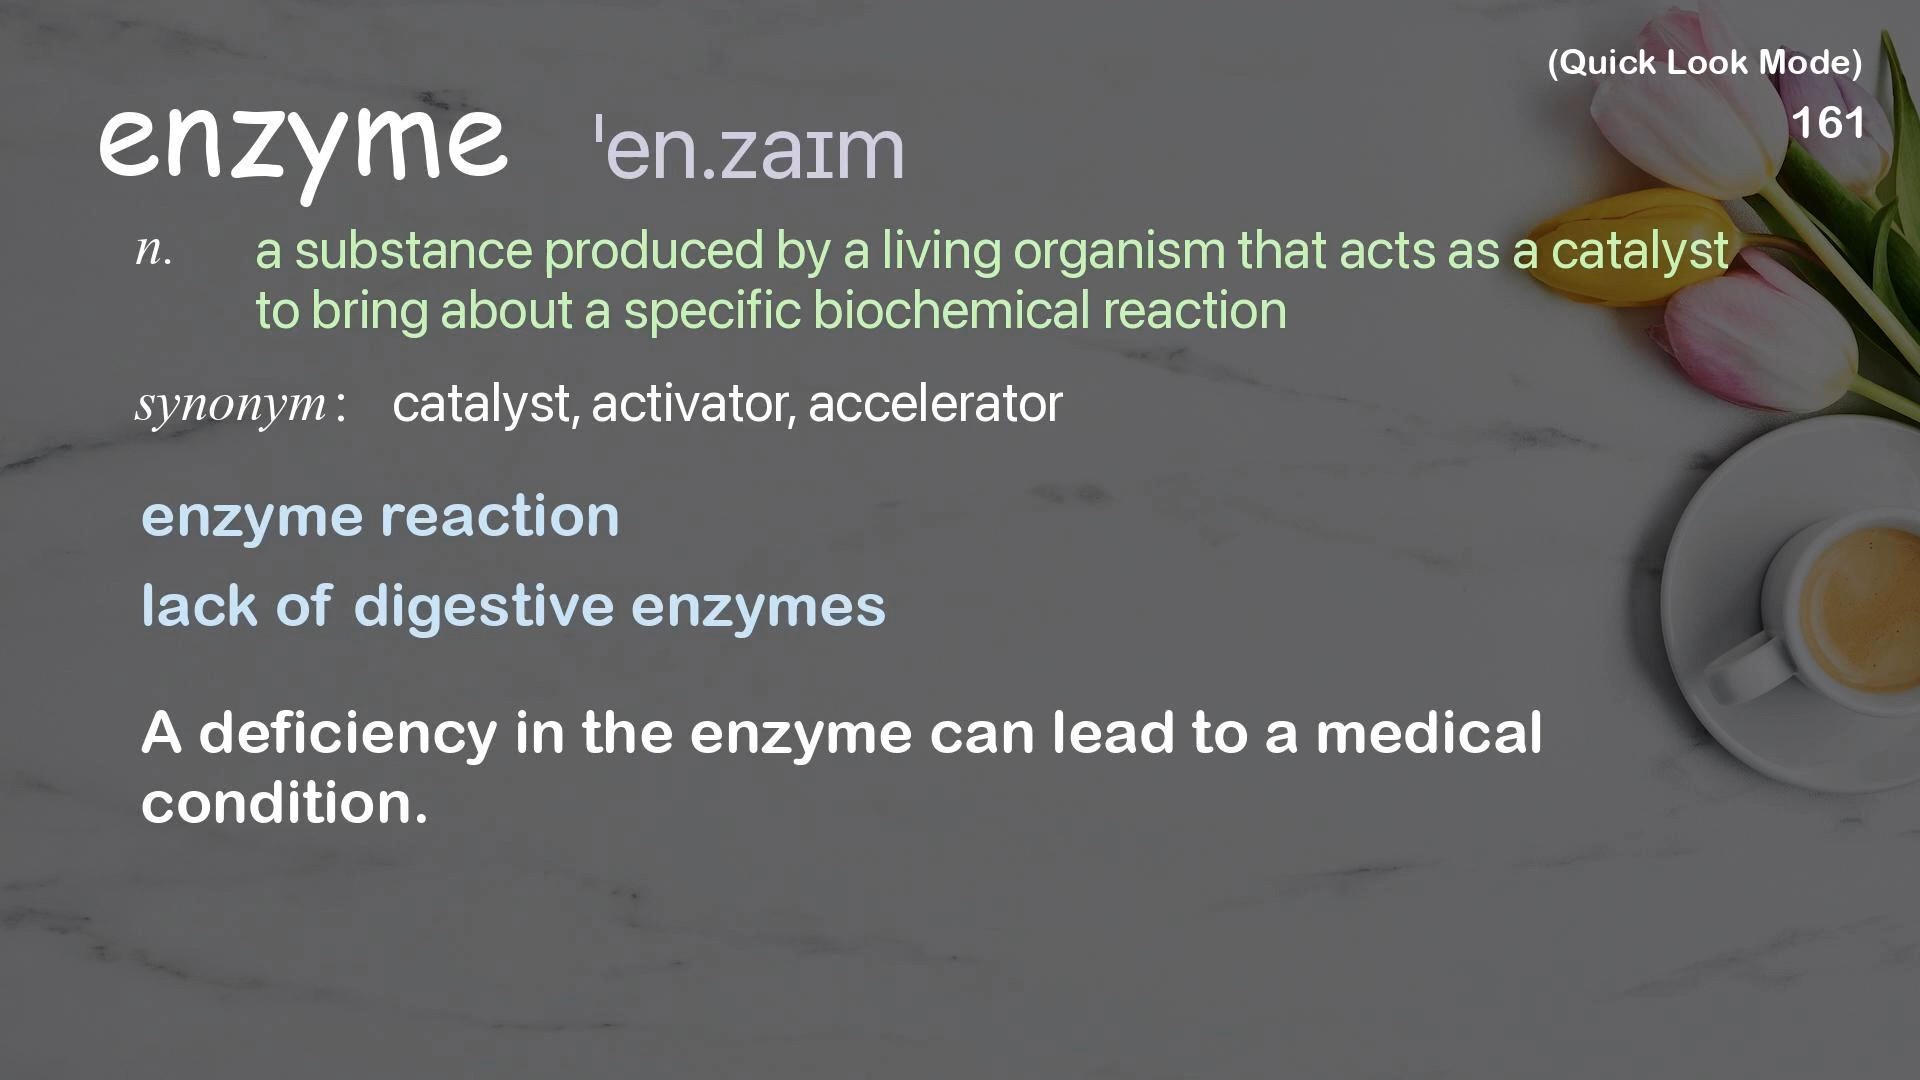 (Quick Look Mode)
161
enzyme ˈen.zaɪm
n. a substance produced by a living organism that acts as a catalyst
to bring about a specific biochemical reaction
synonym : catalyst, activator, accelerator
enzyme reaction
lack of digestive enzymes
A deficiency in the enzyme can lead to a medical
condition.